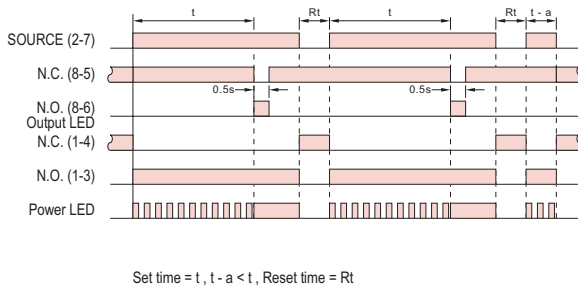 t Rt t Rt t - a
SOURCE (2-7)
N.C. (8-5)
0.5s 0.5s
N.O. (8-6)
Output LED
N.C. (1-4)
N.O. (1-3)
Power LED
Set time = t , t - a < t , Reset time = Rt